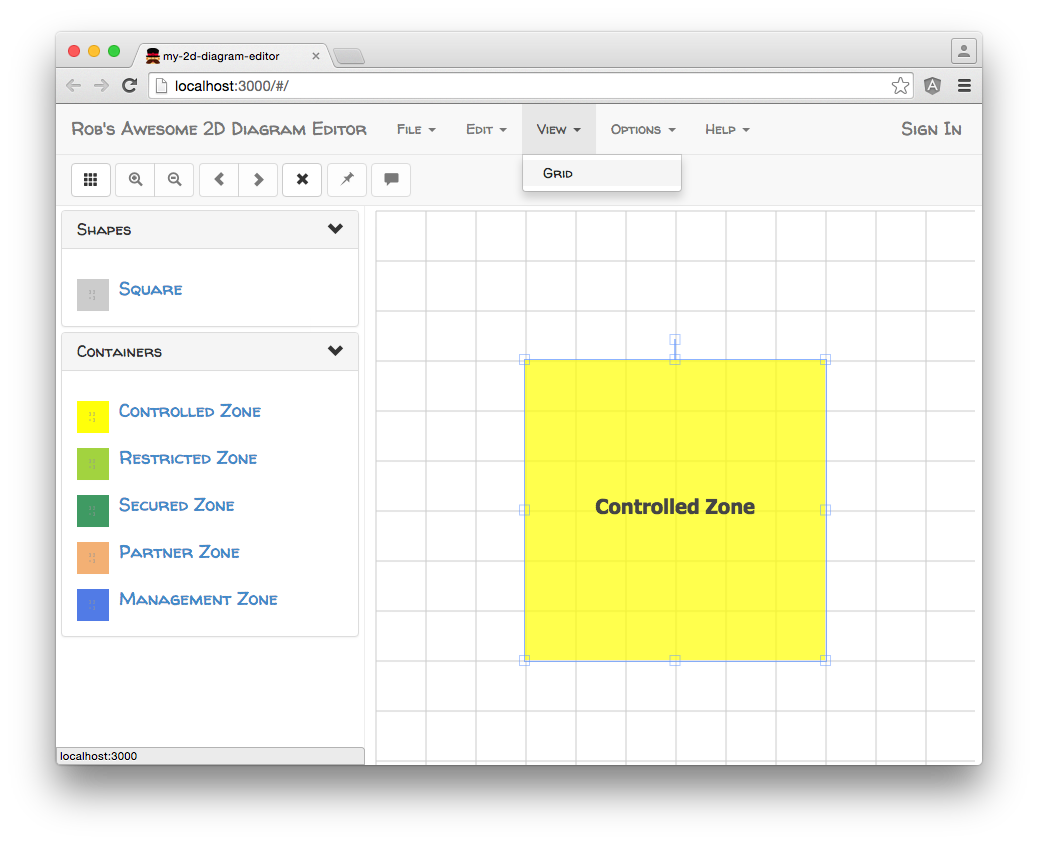 my-2d-diagram-editor
localhost:3000/#/
Rob's Awesome 2D Diagram Editor File Edit View Options Help Sign In
Grid
Shapes
Square
Containers
Controlled Zone
Restricted Zone
Secured Zone
Partner Zone
Management Zone
Controlled Zone
localhost:3000